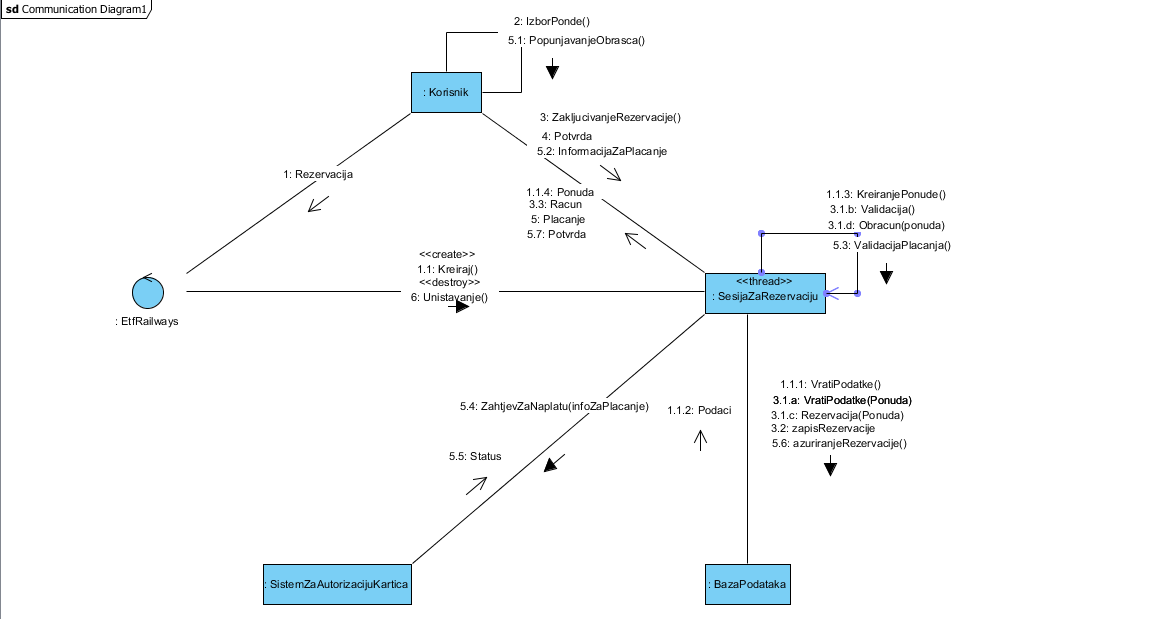 sd Communication Diagram1
2: IzborPonde()
5.1: PopunjavanjeObrasca()
: Korisnik
3: ZakljucivanjeRezervacije()
4: Potvrda
5.2: InformacijaZaPlacanje
1: Rezervacija
1.1.4: Ponuda
3.3: Racun
5: Placanje
5.7: Potvrda
1.1.3: KreiranjePonude()
3.1.b: Validacija()
3.1.d: Obracun(ponuda)
5.3: ValidacijaPlacanja()
<<create>>
1.1: Kreiraj()
<<destroy>>
6: Unistavanje()
<<thread>>
: SesijaZaRezervaciju
: EtfRailways
1.1.1: VratiPodatke()
3.1.a: VratiPodatke(Ponuda)
3.1.c: Rezervacija(Ponuda)
3.2: zapisRezervacije
5.6: azuriranjeRezervacije()
5.4: ZahtjevZaNaplatu(infoZaPlacanje)
1.1.2: Podaci
5.5: Status
: SistemZaAutorizacijuKartica
: BazaPodataka